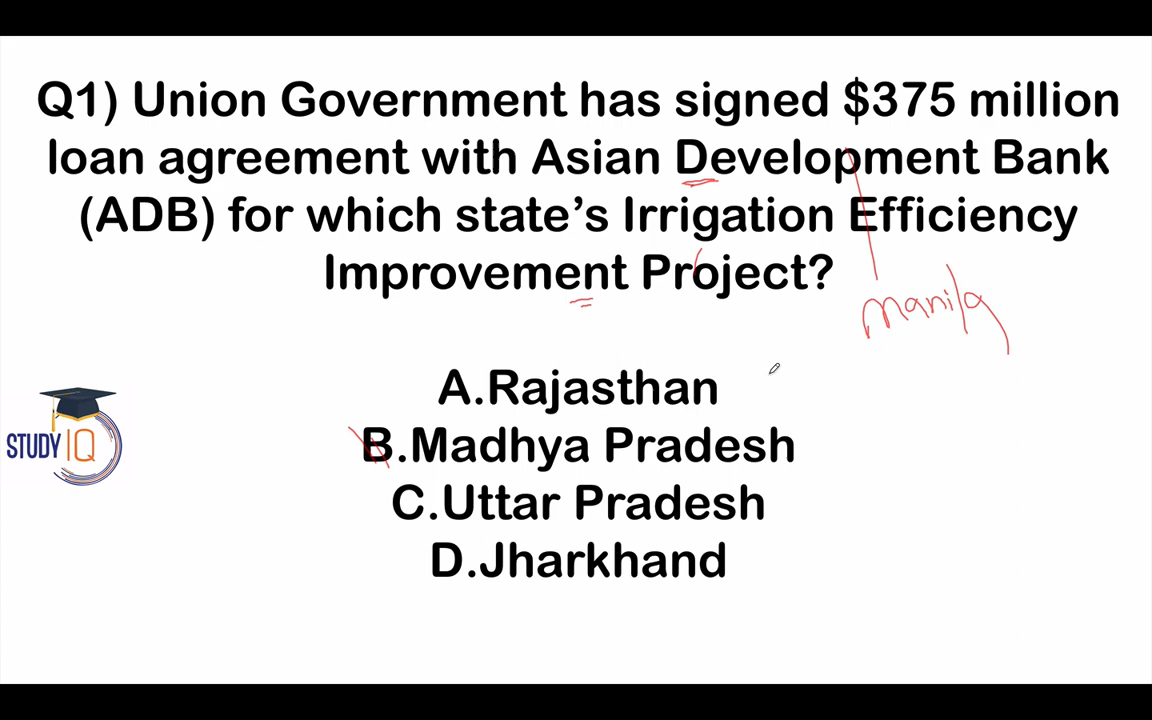 Q1) Union Government has signed $375 million
loan agreement with Asian Development Bank
(ADB) for which state's Irrigation Efficiency
Improvement Project?
manila
A.Rajasthan
B.Madhya Pradesh
C.Uttar Pradesh
D.Jharkhand
STUDY IQ